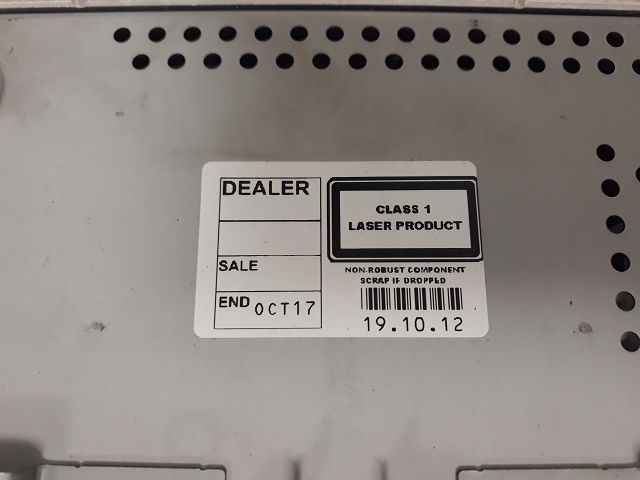 DEALER
SALE
END OCT17
CLASS 1
LASER PRODUCT
NON-ROBUST COMPONENT
SCRAP IF DROPPED
19.10.12